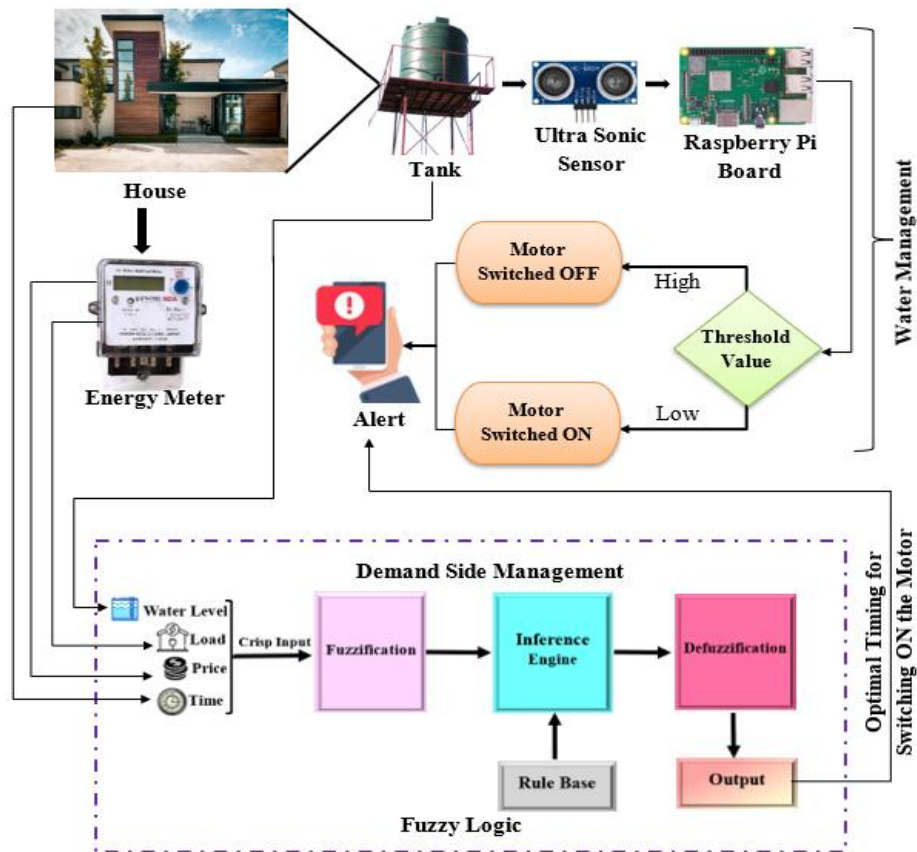 House
Tank
Ultra Sonic
Sensor
Raspberry Pi
Board
Water Management
Energy Meter
Motor
Switched OFF
High
Threshold
Value
Alert
Motor
Switched ON
Low
Optimal Timing for
Switching ON the Motor
Demand Side Management
Water Level
Load
Price
Time
Crisp Input
Fuzzification
Inference
Engine
Defuzzification
Rule Base
Output
Fuzzy Logic